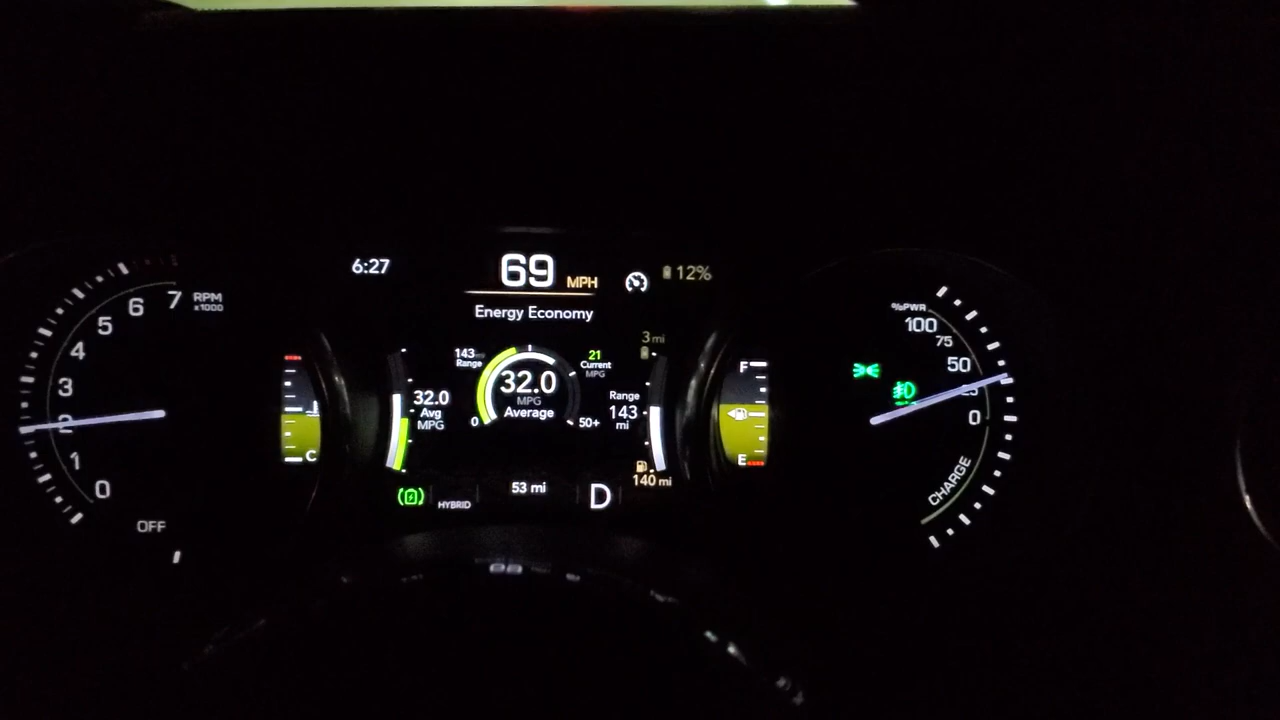 6:27
69 MPH
12%
Energy Economy
7 RPM
x1000
6
5
4
3
2
1
0
OFF
C
32.0
Avg
MPG
143 mi
Range
32.0
MPG
Average
0
50+
21
Current
MPG
3 mi
Range
143
mi
140 mi
HYBRID
53 mi
D
F
E
%PWR
100
75
50
25
0
CHARGE